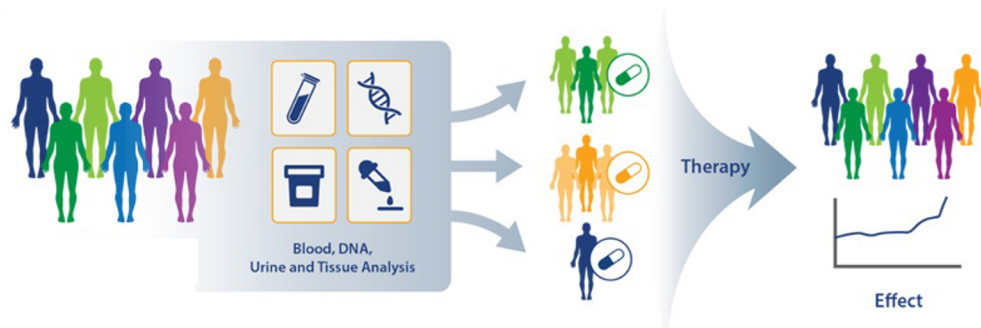 Blood, DNA,
Urine and Tissue Analysis
Therapy
Effect